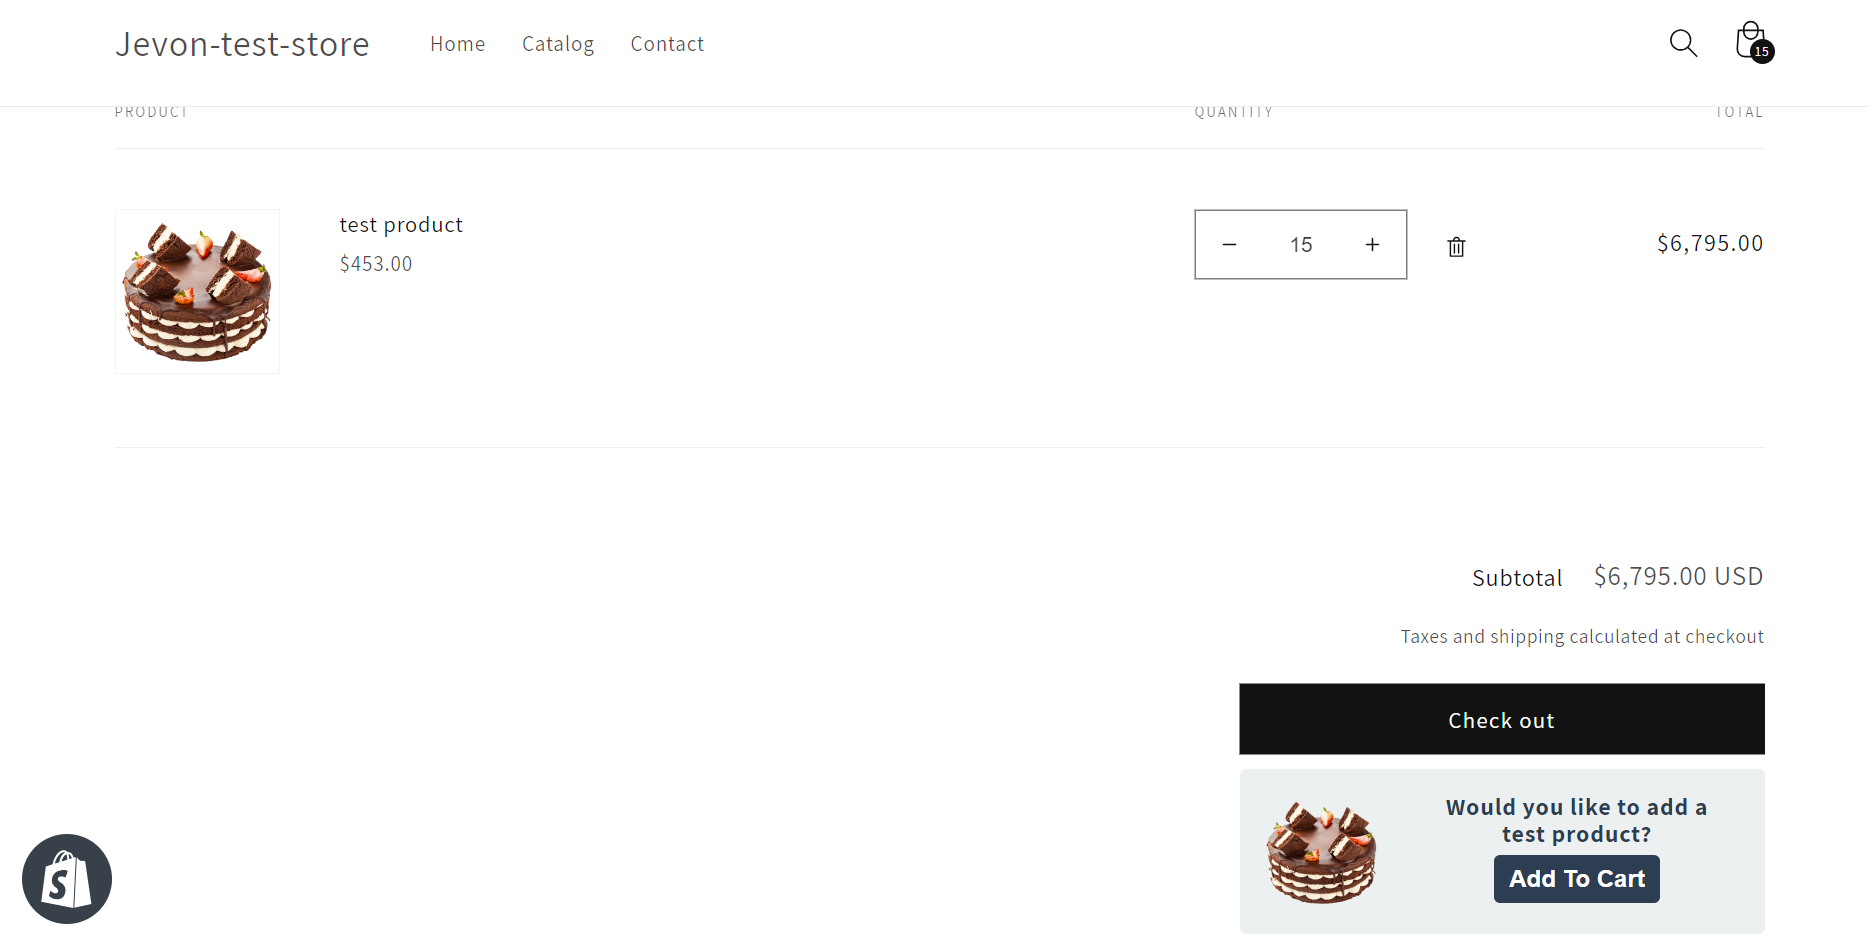 Jevon-test-store
Home Catalog Contact
15
PRODUCT QUANTITY TOTAL
test product
$453.00
15
$6,795.00
Subtotal $6,795.00 USD
Taxes and shipping calculated at checkout
Check out
Would you like to add a
test product?
Add To Cart